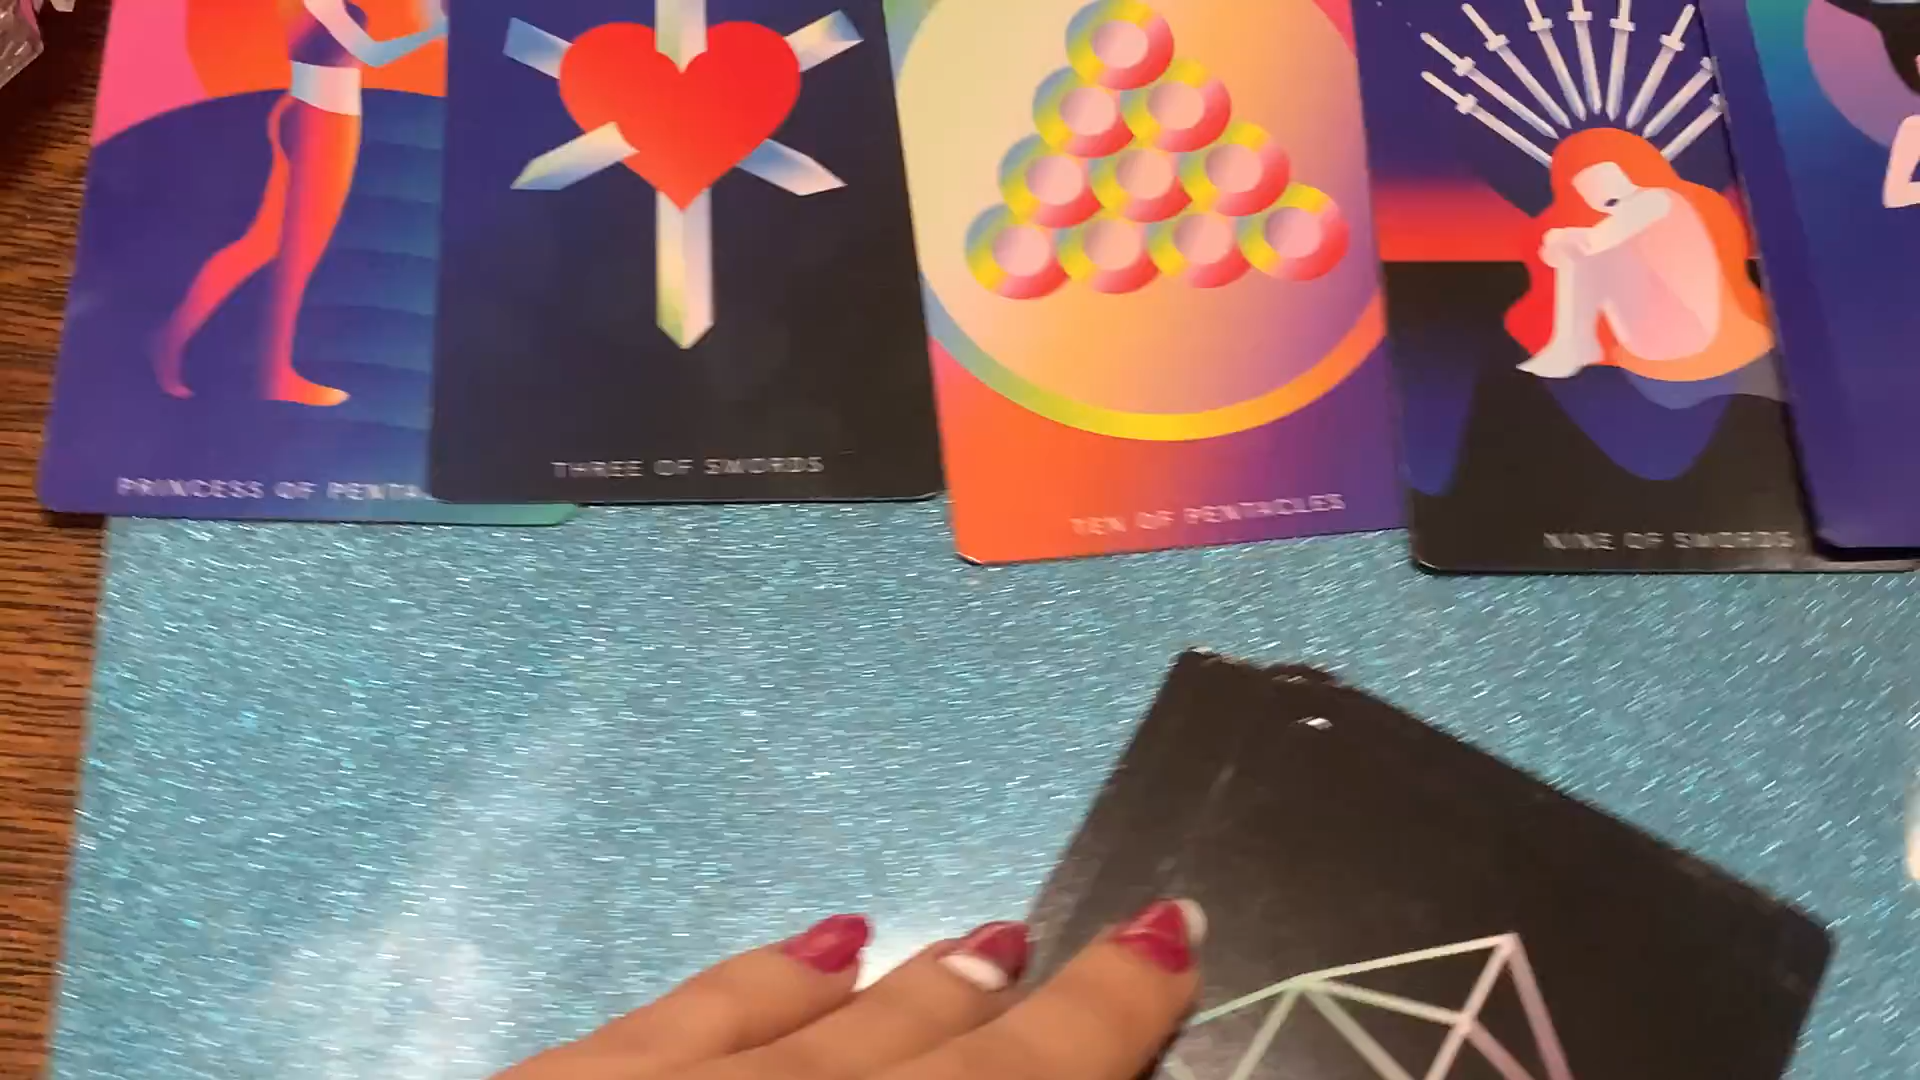 PRINCESS OF PENTA
THREE OF SWORDS
TEN OF PENTACLES
NINE OF SWORDS